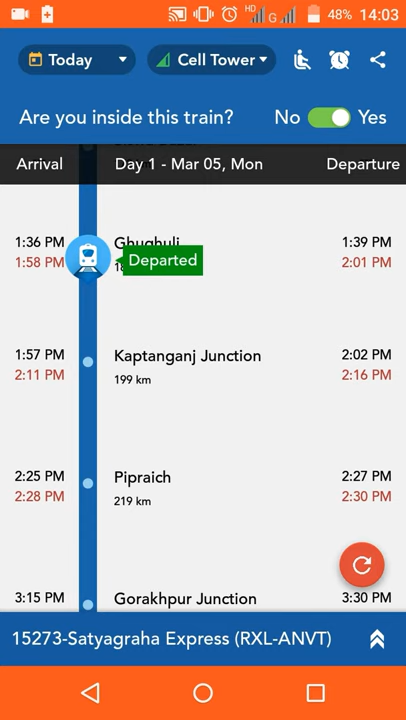 HD G 48% 14:03
Today Cell Tower
Are you inside this train? No Yes
Arrival Day 1 - Mar 05, Mon Departure
1:36 PM Ghughuli 1:39 PM
1:58 PM Departed 2:01 PM
1:57 PM Kaptanganj Junction 2:02 PM
2:11 PM 199 km 2:16 PM
2:25 PM Pipraich 2:27 PM
2:28 PM 219 km 2:30 PM
3:15 PM Gorakhpur Junction 3:30 PM
15273-Satyagraha Express (RXL-ANVT)